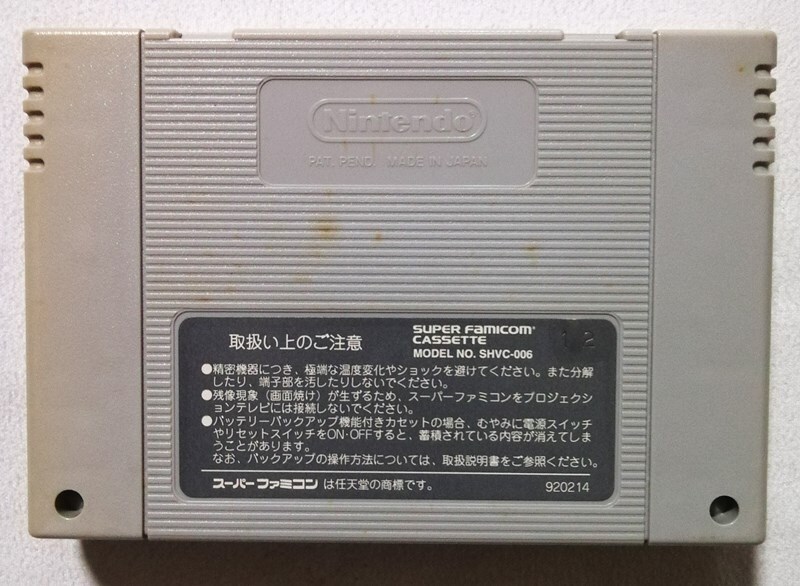 Nintendo
PAT. PEND. MADE IN JAPAN
取扱い上のご注意
SUPER FAMICOM
CASSETTE
MODEL NO. SHVC-006
12
●精密機器につき、極端な温度変化やショックを避けてください。また分解
したり、端子部を汚したりしないでください。
●残像現象（画面焼け）が生ずるため、スーパーファミコンをプロジェクシ
ョンテレビには接続しないでください。
●バッテリーバックアップ機能付きカセットの場合、むやみに電源スイッチ
やリセットスイッチをON·OFFすると、蓄積されている内容が消えてしま
うことがあります。
なお、バックアップの操作方法については、取扱説明書をご参照ください。
スーパーファミコンは任天堂の商標です。
920214